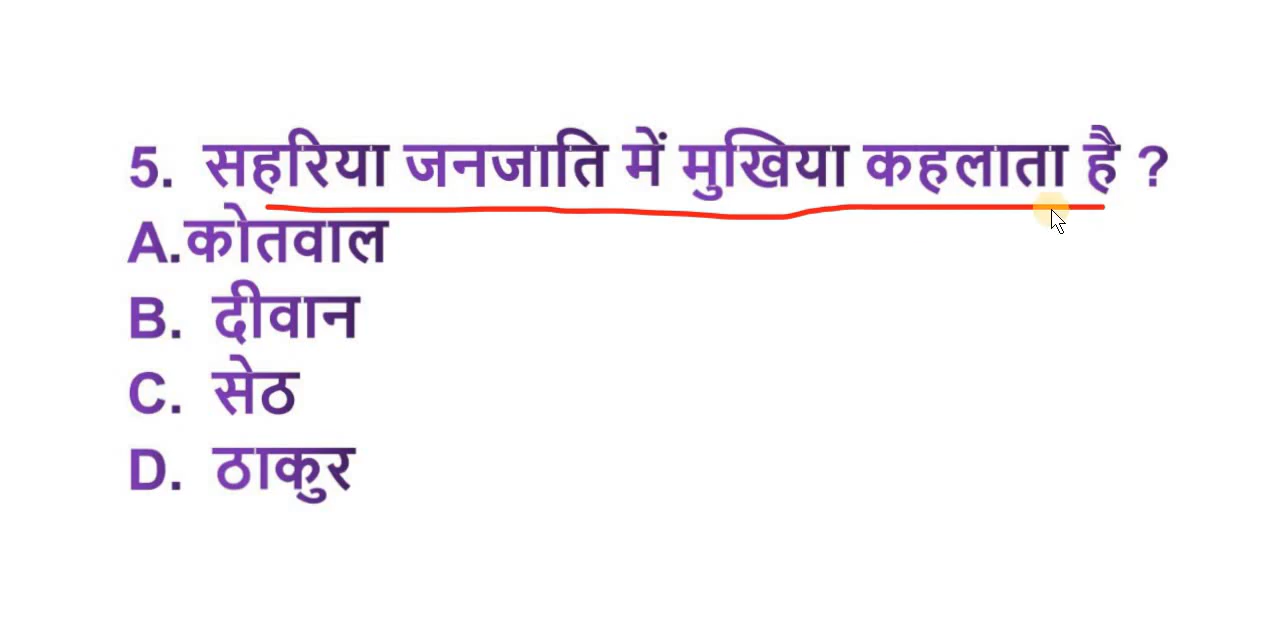 5. सहरिया जनजाति में मुखिया कहलाता है ?
A.कोतवाल
B. दीवान
C. सेठ
D. ठाकुर